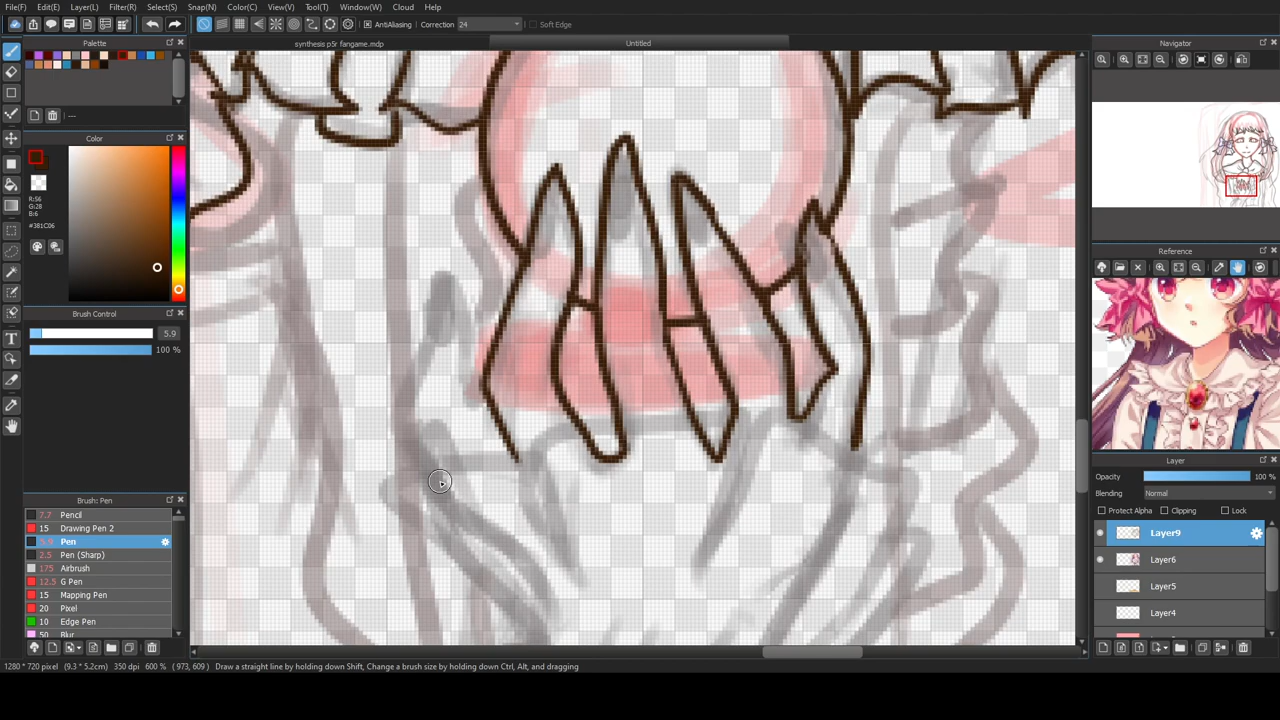 File(F) Edit(E) Layer(L) Filter(R) Select(S) Snap(N) Color(C) View(V) Tool(T) Window(W) Cloud Help
AntiAliasing Correction 24 Soft Edge
synthesis p5r fangame.mdp Untitled
Palette
---
Color
R:56
G:28
B:6
#381C06
Brush Control
5.9
100 %
Brush: Pen
7.7 Pencil
15 Drawing Pen 2
5.9 Pen
2.5 Pen (Sharp)
175 Airbrush
12.5 G Pen
15 Mapping Pen
20 Pixel
10 Edge Pen
50 Blur
Navigator
Reference
Layer
Opacity 100 %
Blending Normal
Protect Alpha Clipping Lock
Layer9
Layer6
Layer5
Layer4
1280 * 720 pixel (9.3 * 5.2cm) 350 dpi 600 % ( 973, 609 ) Draw a straight line by holding down Shift, Change a brush size by holding down Ctrl, Alt, and dragging